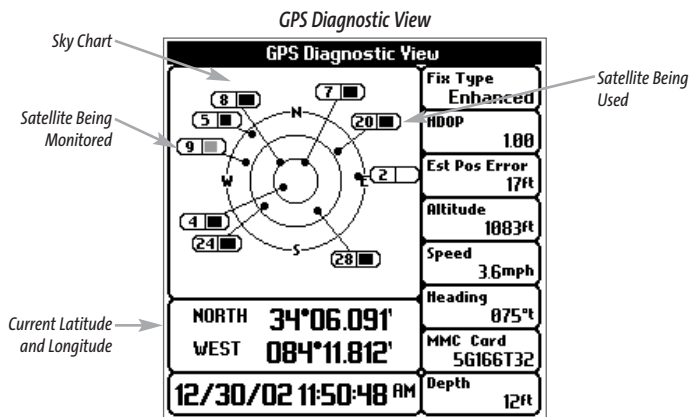 GPS Diagnostic View
Sky Chart
Satellite Being
Monitored
Current Latitude
and Longitude
Satellite Being
Used
GPS Diagnostic View
N
W
E
S
8
7
5
20
9
2
4
24
28
NORTH 34°06.091'
WEST 084°11.812'
12/30/02 11:50:48 AM
Fix Type
Enhanced
HDOP
1.00
Est Pos Error
17ft
Altitude
1083ft
Speed
3.6mph
Heading
075°t
MMC Card
5G166T32
Depth
12ft